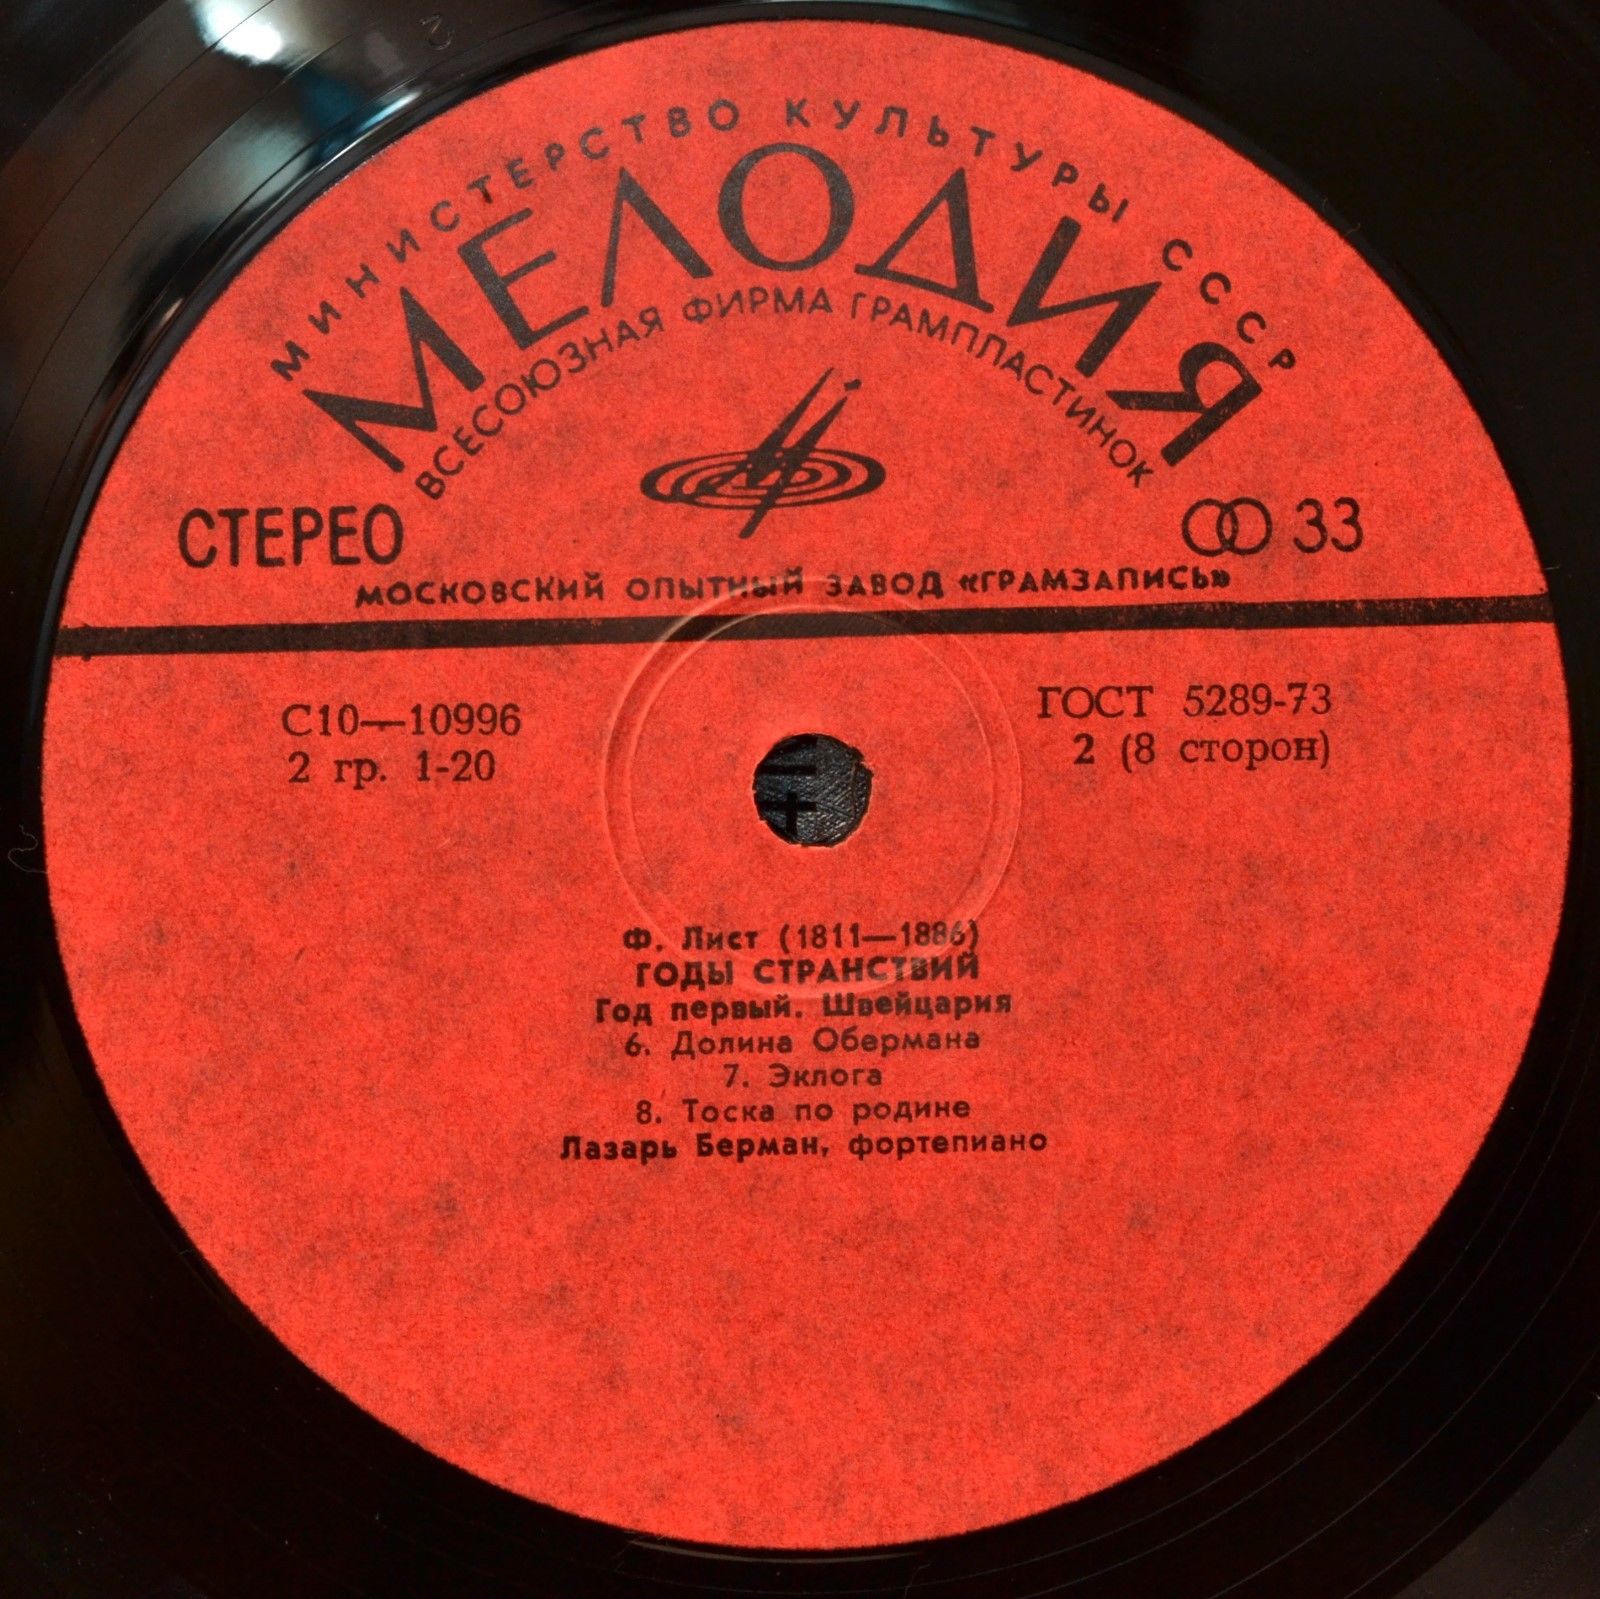 МИНИСТЕРСТВО КУЛЬТУРЫ СССР
МЕЛОДИЯ
ВСЕСОЮЗНАЯ ФИРМА ГРАМПЛАСТИНОК
СТЕРЕО
33
МОСКОВСКИЙ ОПЫТНЫЙ ЗАВОД «ГРАМЗАПИСЬ»
С10—10996
2 гр. 1-20
ГОСТ 5289-73
2 (8 сторон)
Ф. Лист (1811—1886)
ГОДЫ СТРАНСТВИЙ
Год первый. Швейцария
6. Долина Обермана
7. Эклога
8. Тоска по родине
Лазарь Берман, фортепиано